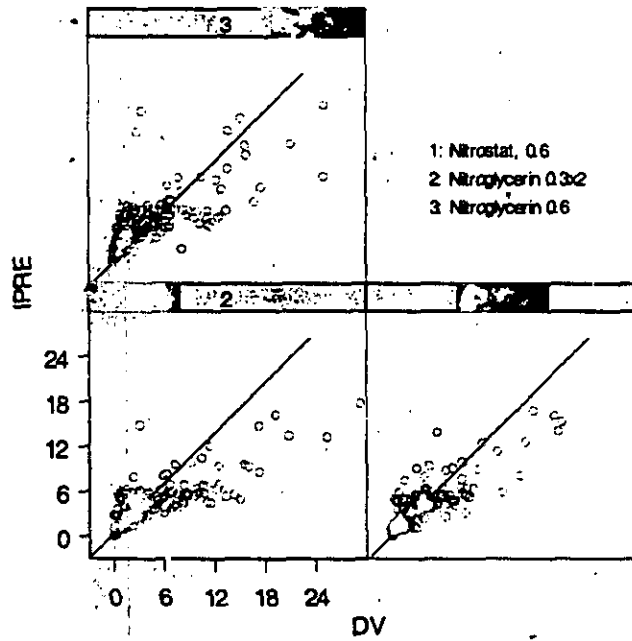 3
1: Nitrostat, 0.6
2: Nitroglycerin 0.3x2
3: Nitroglycerin 0.6
IPRE
2
24
18
12
6
0
0 6 12 18 24
DV